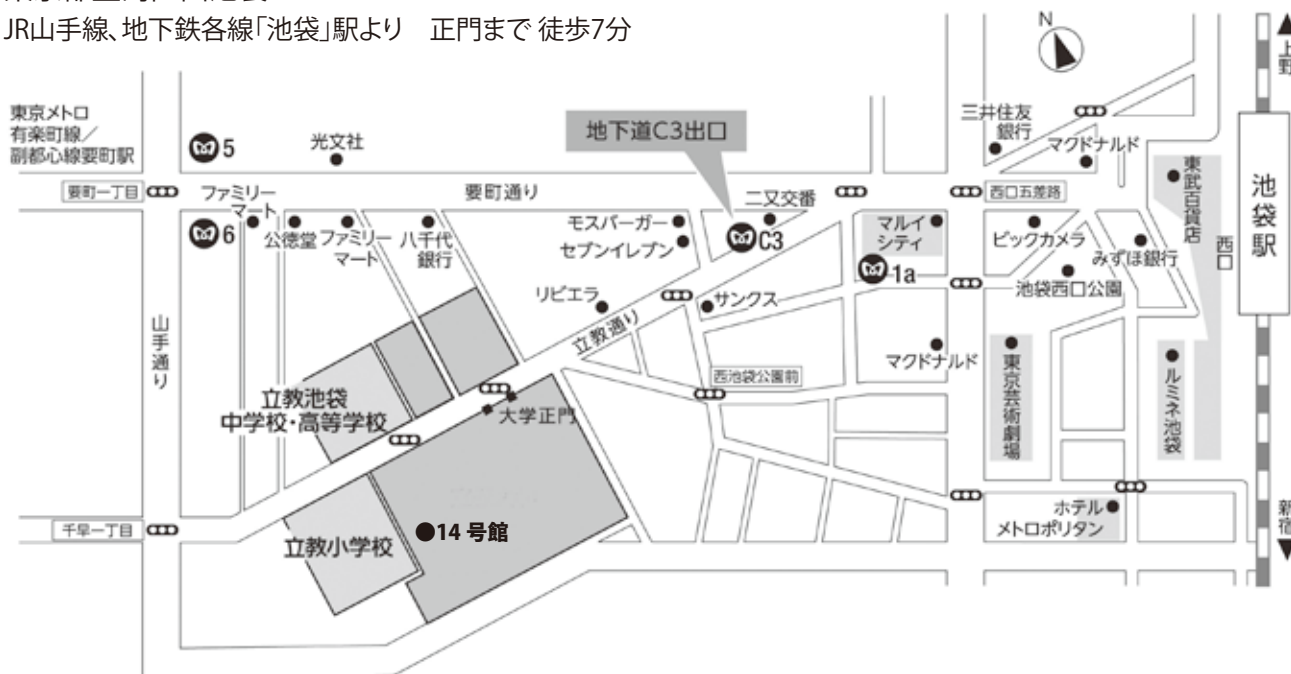 JR山手線、地下鉄各線「池袋」駅より　正門まで 徒歩7分
N
上野
東京メトロ
有楽町線／
副都心線要町駅
5
光文社
地下道C3出口
三井住友
銀行
マクドナルド
池袋駅
東武百貨店
西口
要町一丁目
ファミリー
マート
要町通り
二又交番
西口五差路
6
公徳堂
ファミリー
マート
八千代
銀行
モスバーガー
セブンイレブン
C3
マルイ
シティ
1a
ビックカメラ
みずほ銀行
池袋西口公園
リビエラ
サンクス
立教通り
山手通り
マクドナルド
東京芸術劇場
ルミネ池袋
西池袋公園前
立教池袋
中学校・高等学校
大学正門
千早一丁目
立教小学校
●14 号館
ホテル
メトロポリタン
新宿